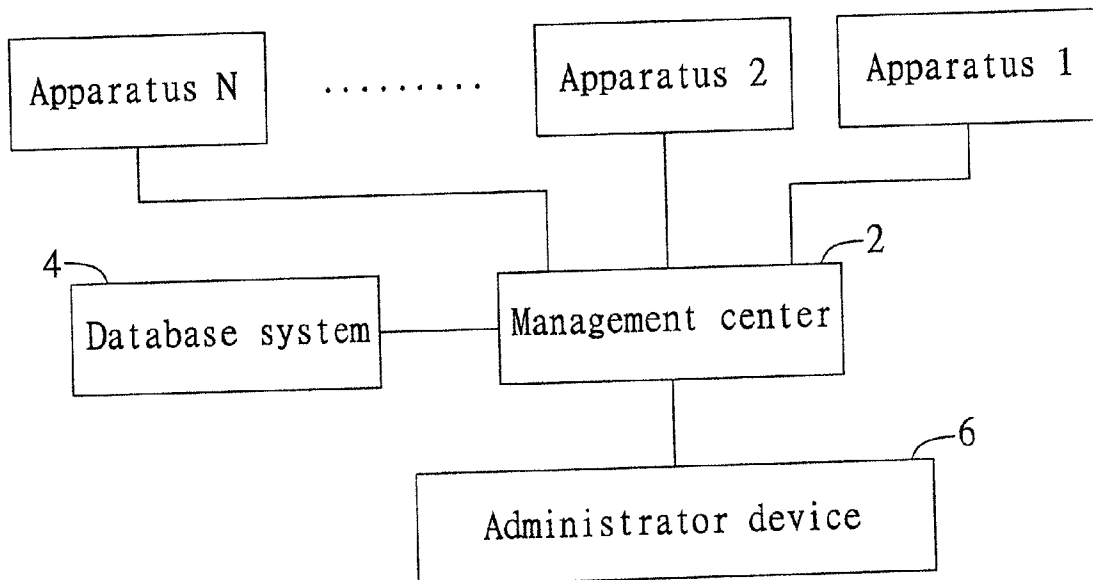 Apparatus N
.........
Apparatus 2
Apparatus 1
4
2
Database system
Management center
6
Administrator device